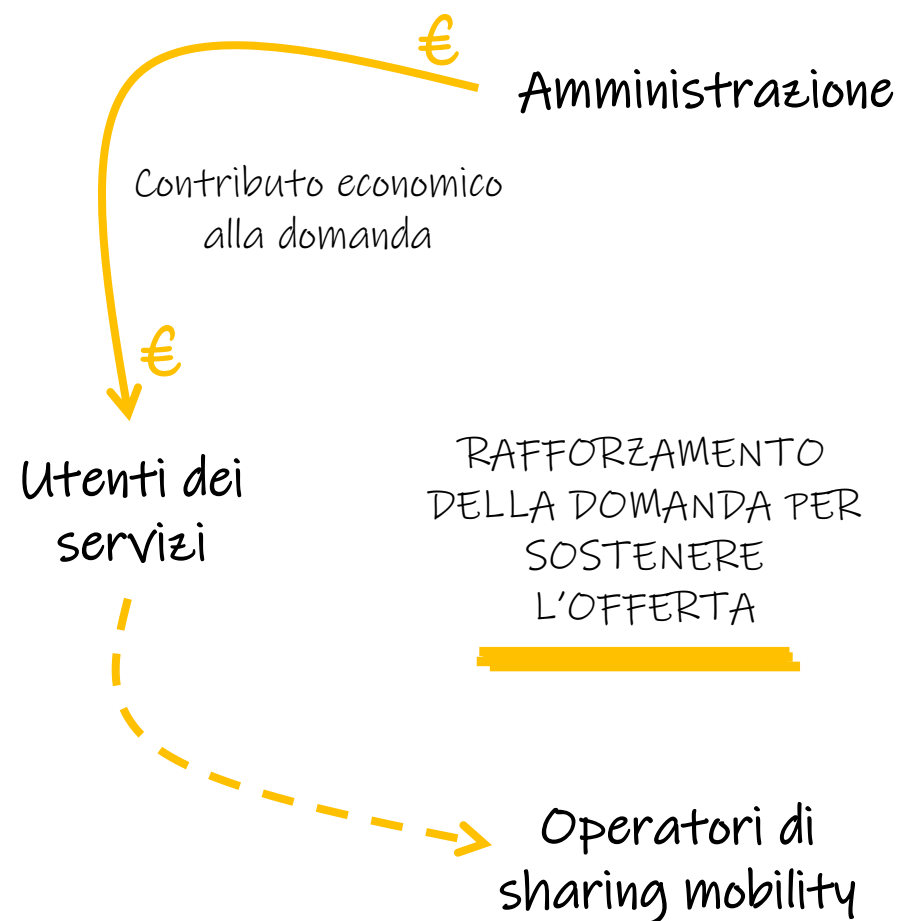 €
Amministrazione
Contributo economico
alla domanda
€
Utenti dei
servizi
RAFFORZAMENTO
DELLA DOMANDA PER
SOSTENERE
L'OFFERTA
Operatori di
sharing mobility